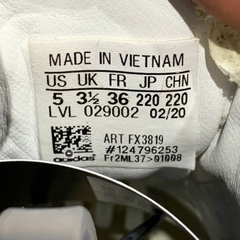 MADE IN VIETNAM
US UK FR JP CHN
5 3½ 36 220 220
LVL 029002 02/20
ART FX3819
#124796253
adidas Fr2ML37>01008